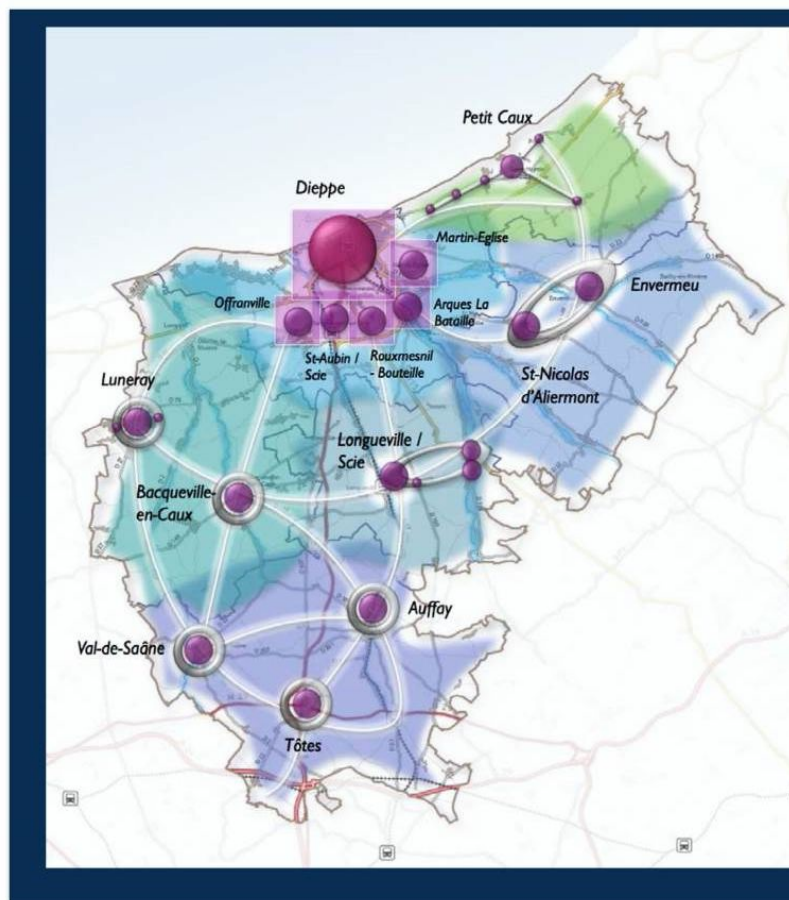 Petit Caux
Dieppe
Martin-Eglise
Envermeu
Offranville
Arques La
Bataille
St-Aubin /
Scie
Rouxmesnil
- Bouteille
St-Nicolas
d'Aliermont
Luneray
Longueville /
Scie
Bacqueville-
en-Caux
Auffay
Val-de-Saâne
Tôtes